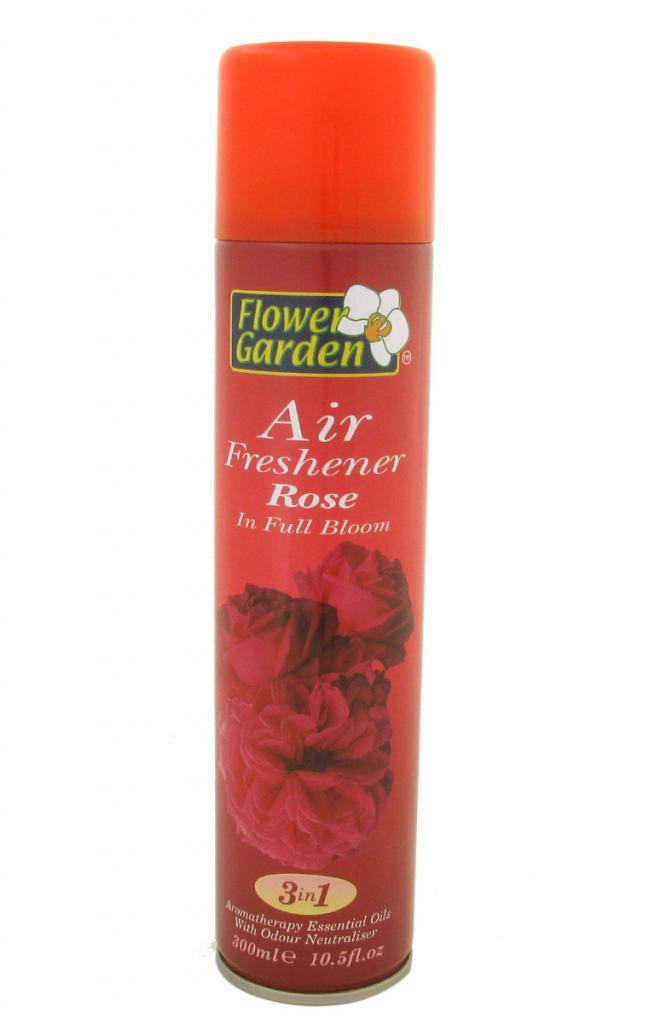 Flower
Garden
TM
Air
Freshener
Rose
In Full Bloom
3in1
Aromatherapy Essential Oils
With Odour Neutraliser
300ml℮ 10.5fl.oz